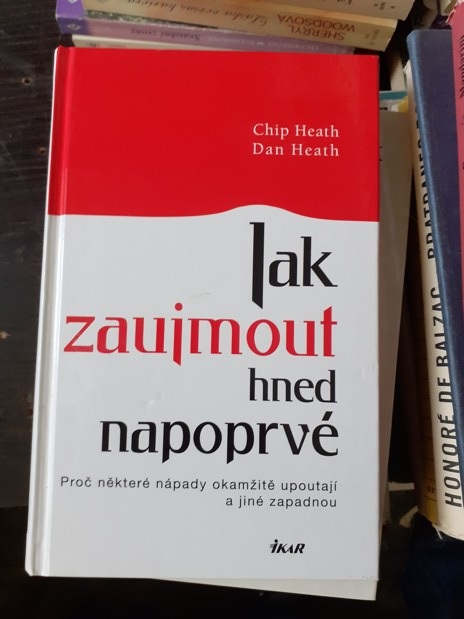 SHERRYL
WOODSOVÁ
Chip Heath
Dan Heath
Jak
zaujmout
hned
napoprvé
Proč některé nápady okamžitě upoutají
a jiné zapadnou
IKAR
HONORÉ DE BALZAC